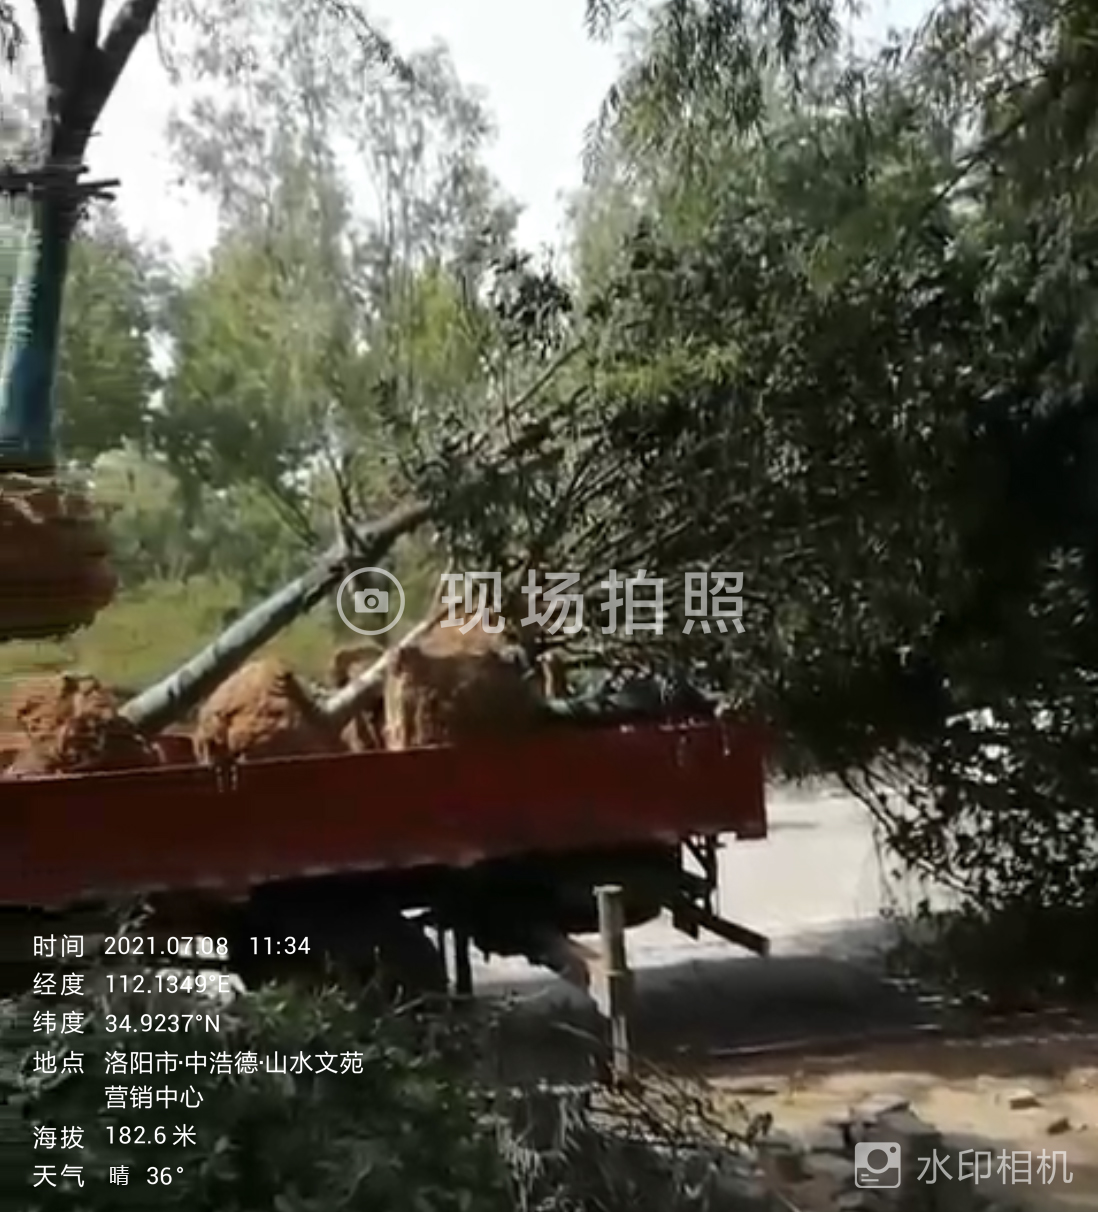 现场拍照
时间 2021.07.08 11:34
经度 112.1349°E
纬度 34.9237°N
地点 洛阳市·中浩德·山水文苑
营销中心
海拔 182.6 米
天气 晴 36°
水印相机